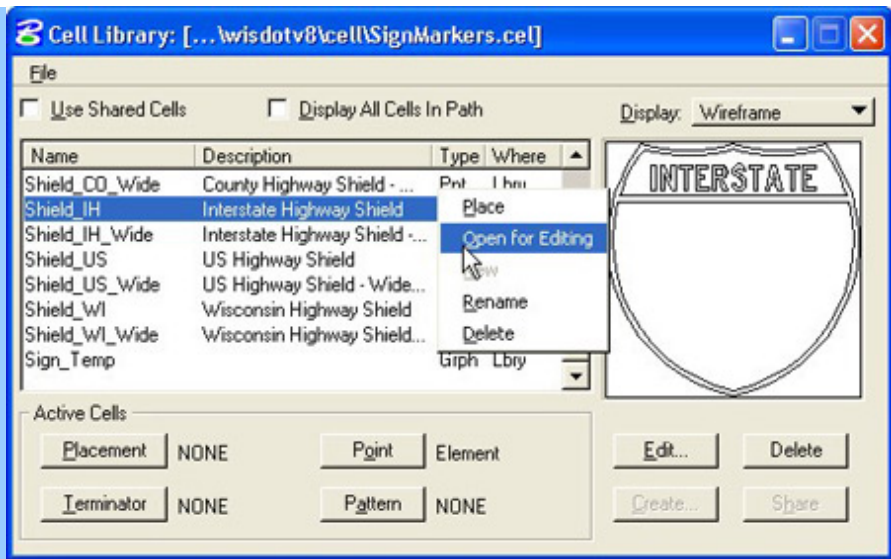 Cell Library: [...\wisdotv8\cell\SignMarkers.cel]
File
Use Shared Cells Display All Cells In Path Display: Wireframe
Name Description Type Where
Shield_CO_Wide County Highway Shield - ... Pnt Lbry
Shield_IH Interstate Highway Shield
Shield_IH_Wide Interstate Highway Shield -...
Shield_US US Highway Shield
Shield_US_Wide US Highway Shield - Wide...
Shield_WI Wisconsin Highway Shield
Shield_WI_Wide Wisconsin Highway Shield...
Sign_Temp Grph Lbry
Place
Open for Editing
Rename
Delete
INTERSTATE
Active Cells
Placement NONE Point Element Edit... Delete
Terminator NONE Pattern NONE Create... Share